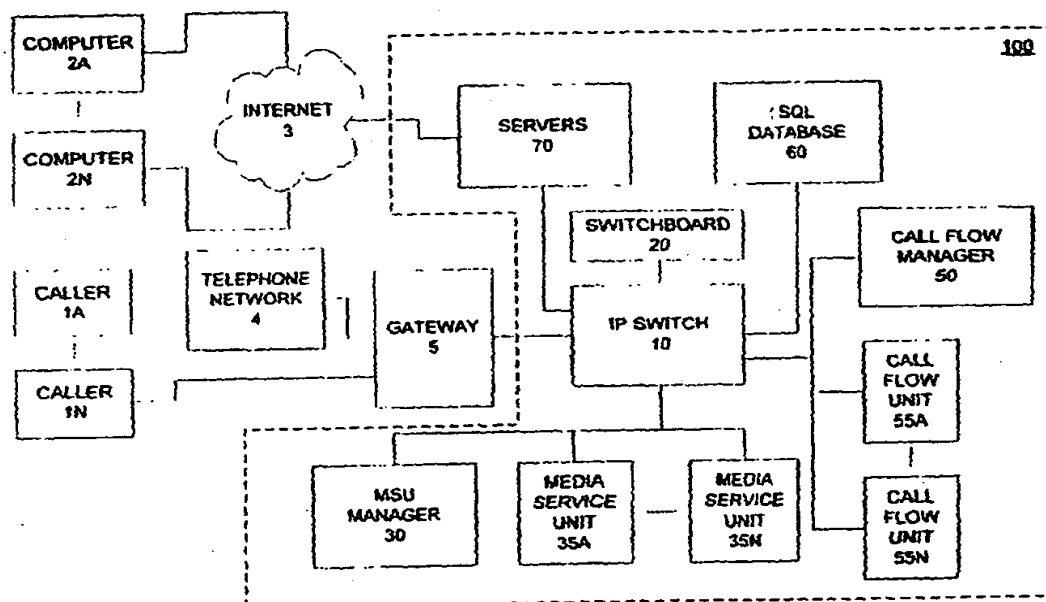 COMPUTER
2A
COMPUTER
2N
INTERNET
3
100
SERVERS
70
SQL
DATABASE
60
SWITCHBOARD
20
CALL FLOW
MANAGER
50
CALLER
1A
TELEPHONE
NETWORK
4
GATEWAY
5
IP SWITCH
10
CALLER
1N
CALL
FLOW
UNIT
55A
MSU
MANAGER
30
MEDIA
SERVICE
UNIT
35A
MEDIA
SERVICE
UNIT
35N
CALL
FLOW
UNIT
55N